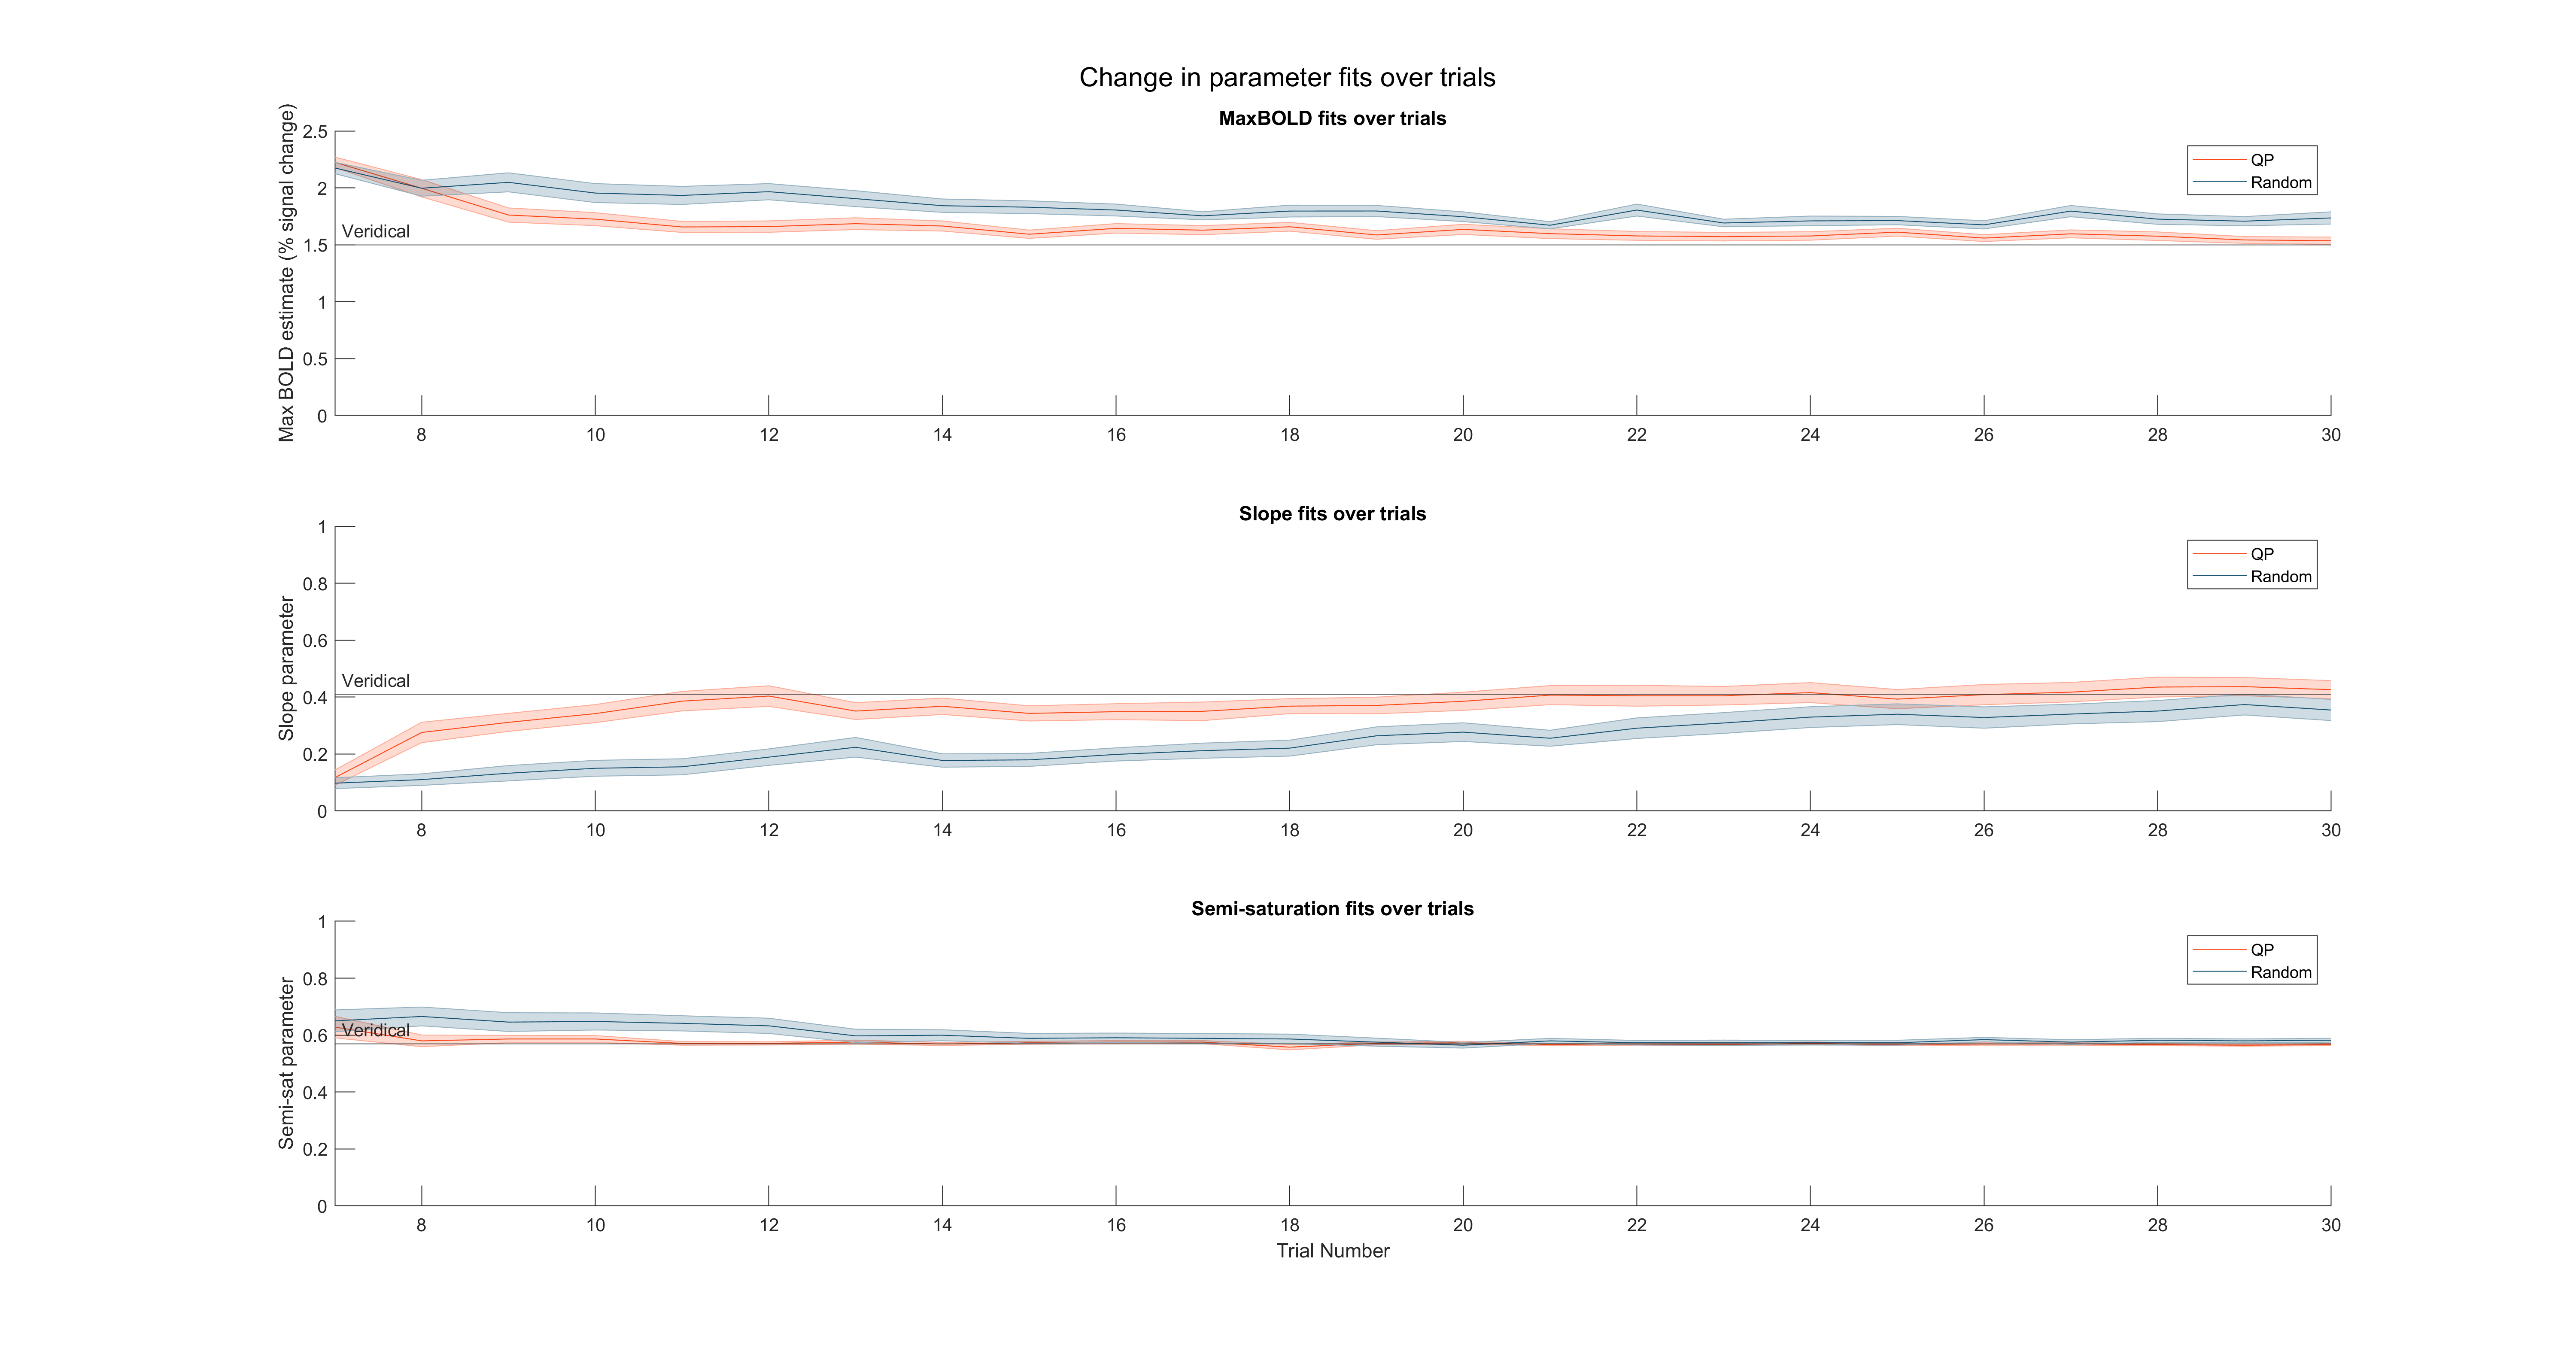 Change in parameter fits over trials
MaxBOLD fits over trials
Max BOLD estimate (% signal change)
2.5
2
1.5
1
0.5
0
Veridical
QP
Random
8 10 12 14 16 18 20 22 24 26 28 30
Slope fits over trials
Slope parameter
1
0.8
0.6
0.4
0.2
0
Veridical
QP
Random
8 10 12 14 16 18 20 22 24 26 28 30
Semi-saturation fits over trials
Semi-sat parameter
1
0.8
0.6
0.4
0.2
0
Veridical
QP
Random
8 10 12 14 16 18 20 22 24 26 28 30
Trial Number